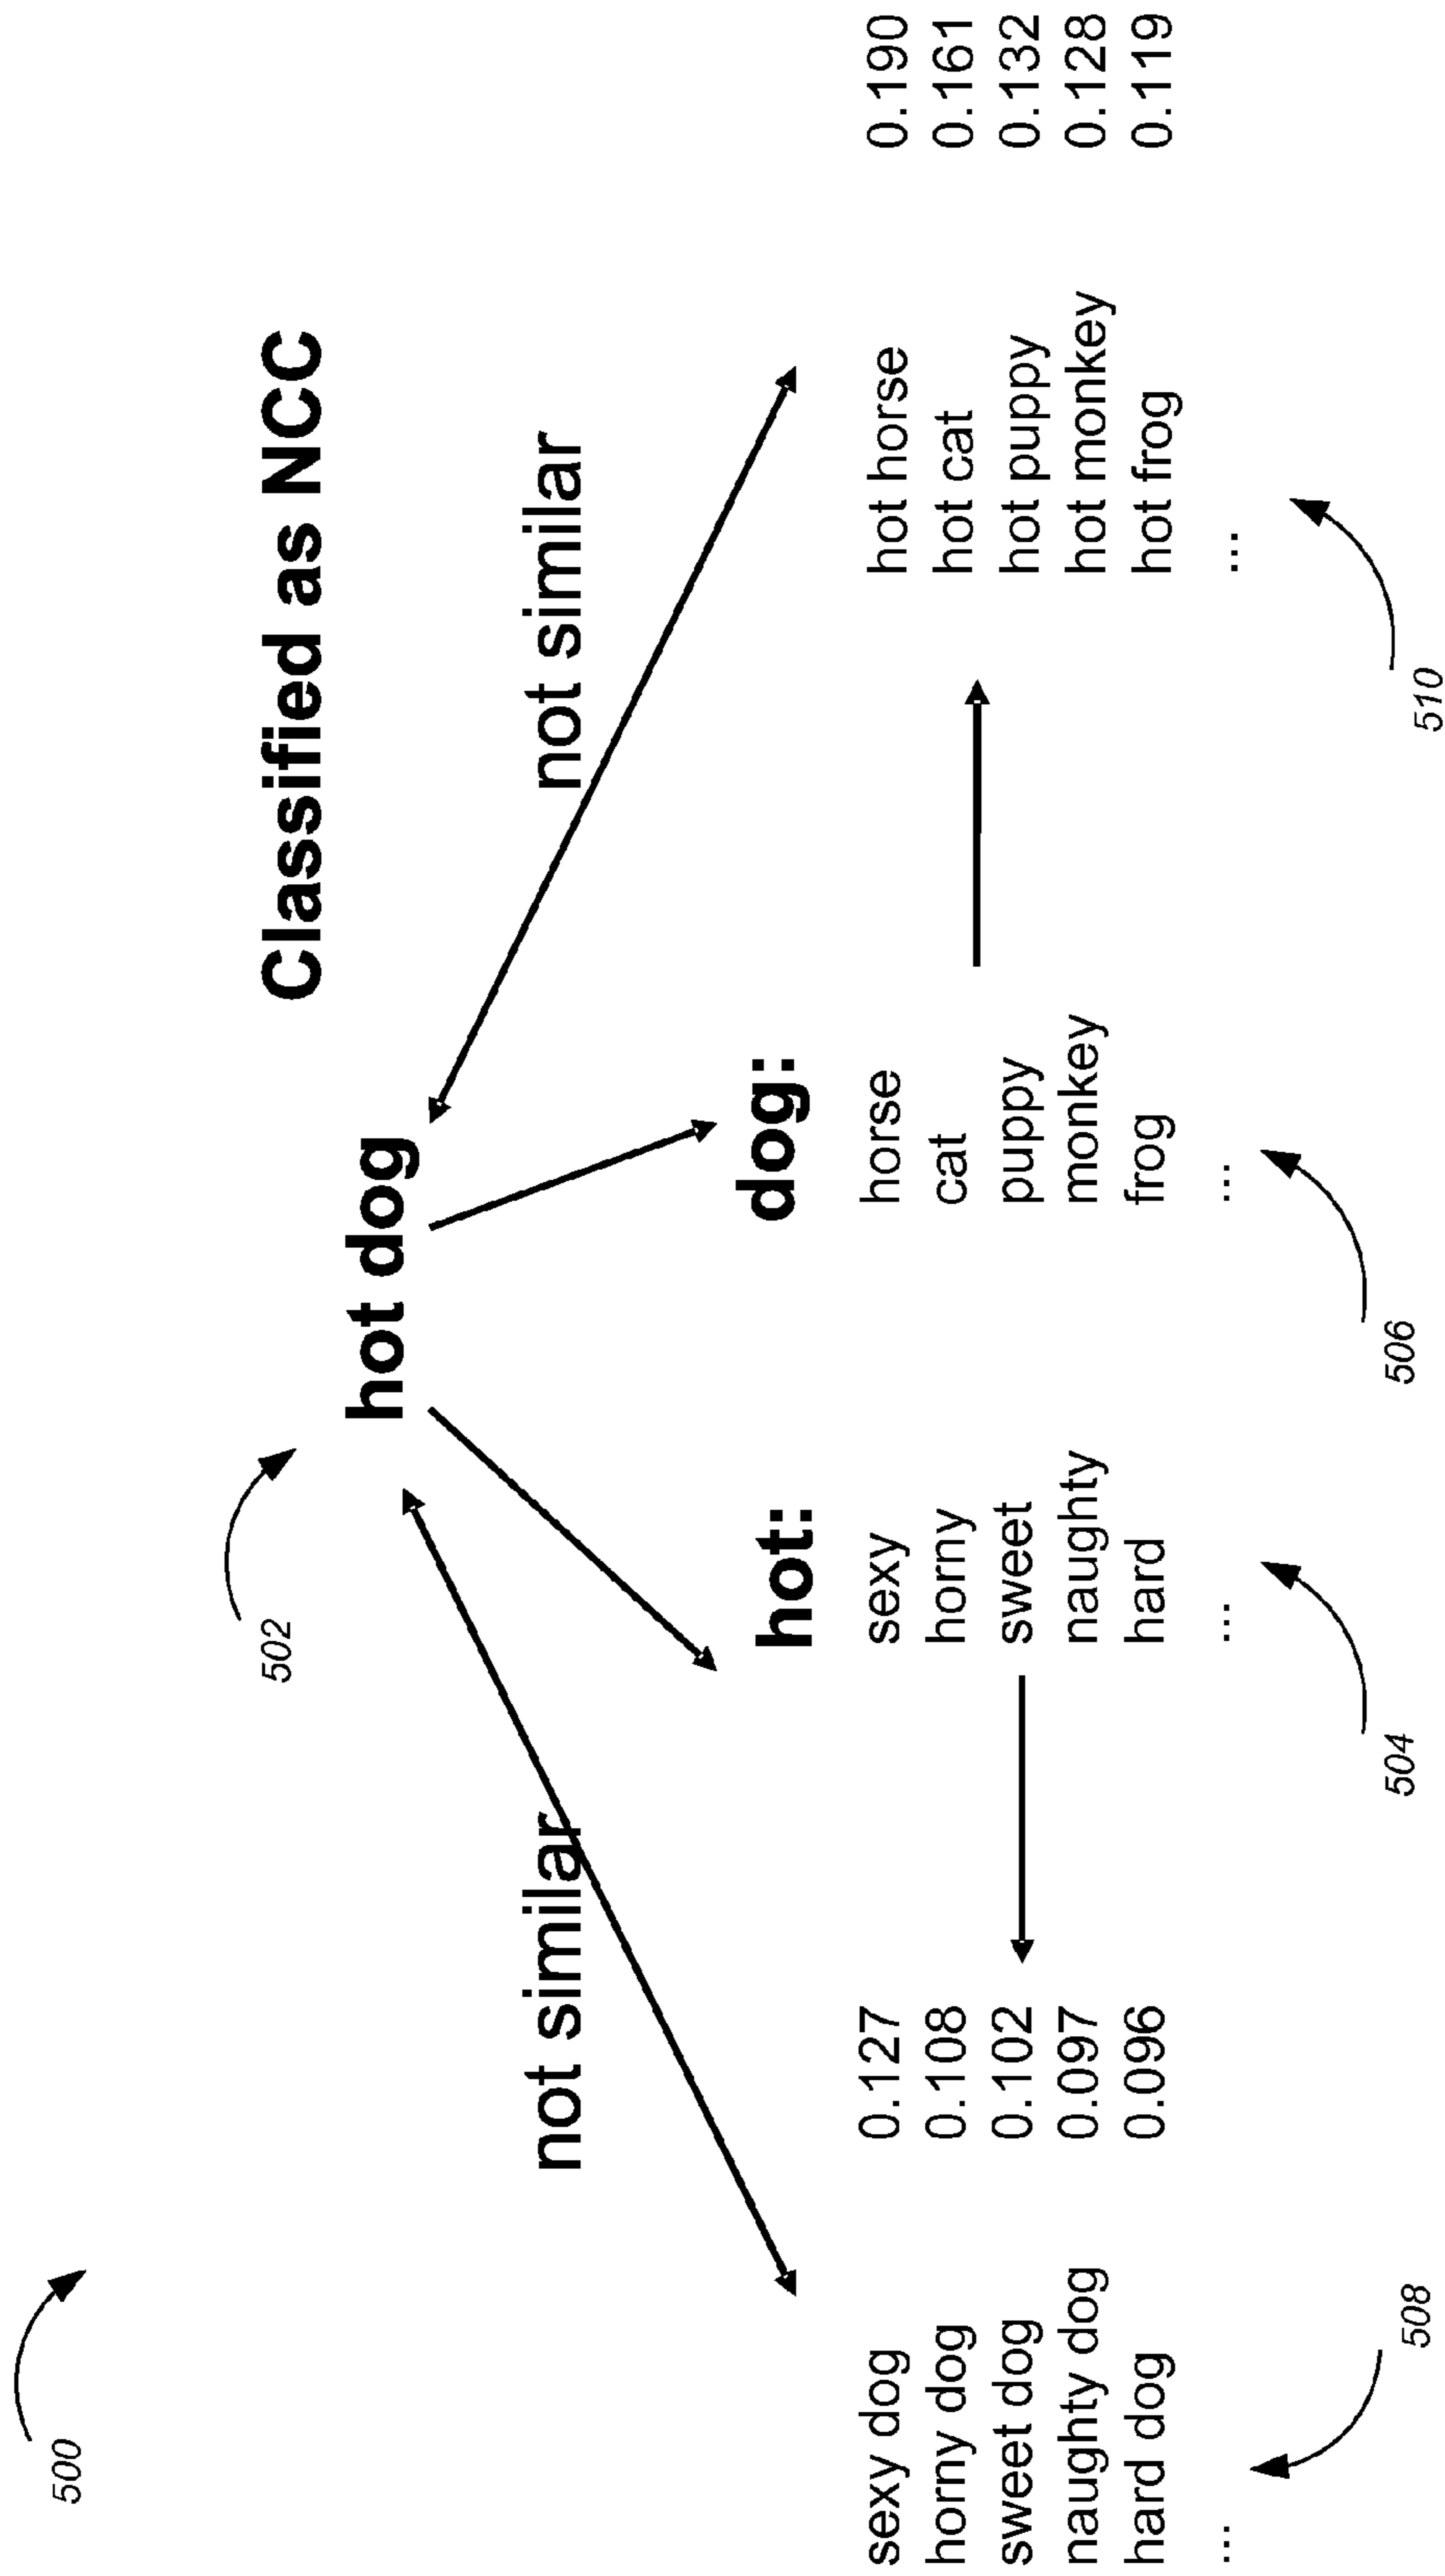 500
Classified as NCC
502
hot dog
not similar
not similar
hot:
dog:
sexy dog 0.127
horny dog 0.108
sweet dog 0.102
naughty dog 0.097
hard dog 0.096
...
sexy
horny
sweet
naughty
hard
...
horse
cat
puppy
monkey
frog
...
hot horse 0.190
hot cat 0.161
hot puppy 0.132
hot monkey 0.128
hot frog 0.119
...
508
504
506
510